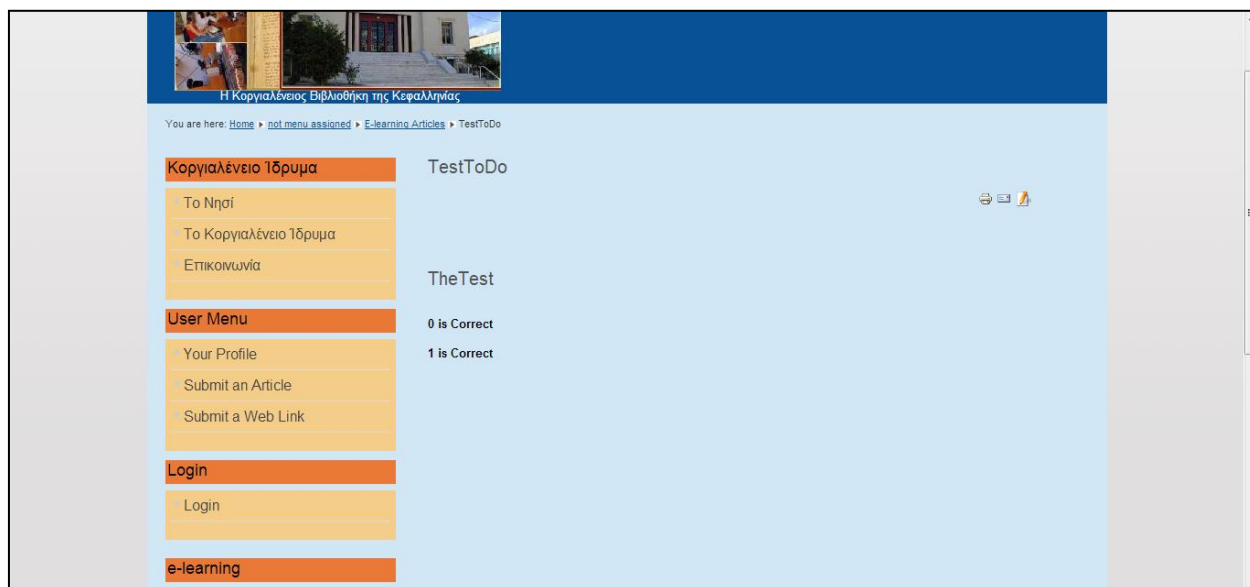 Η Κοργιαλένειος Βιβλιοθήκη της Κεφαλληνίας
You are here: Home ▸ not menu assigned ▸ E-learning Articles ▸ TestToDo
Κοργιαλένειο Ίδρυμα
Το Νησί
Το Κοργιαλένειο Ίδρυμα
Επικοινωνία
User Menu
Your Profile
Submit an Article
Submit a Web Link
Login
Login
e-learning
TestToDo
TheTest
0 is Correct
1 is Correct